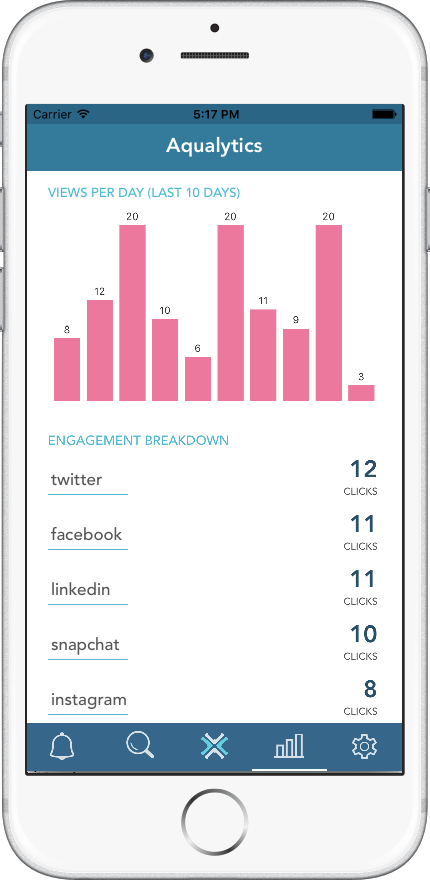 Carrier 5:17 PM
Aqualytics
VIEWS PER DAY (LAST 10 DAYS)
8 12 20 10 6 20 11 9 20 3
ENGAGEMENT BREAKDOWN
twitter 12 CLICKS
facebook 11 CLICKS
linkedin 11 CLICKS
snapchat 10 CLICKS
instagram 8 CLICKS